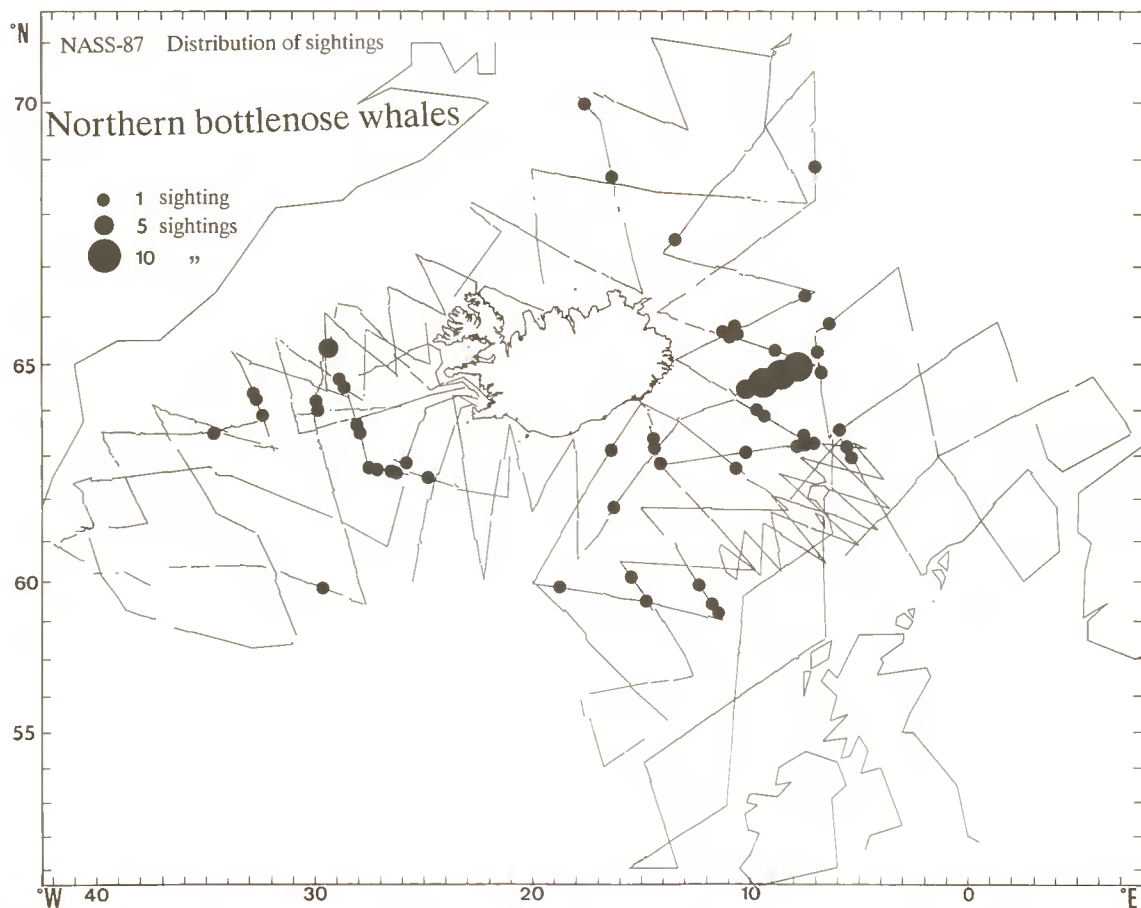 °N
NASS-87 Distribution of sightings
70
Northern bottlenose whales
1 sighting
5 sightings
10 „
65
60
55
°W 40 30 20 10 0 °E